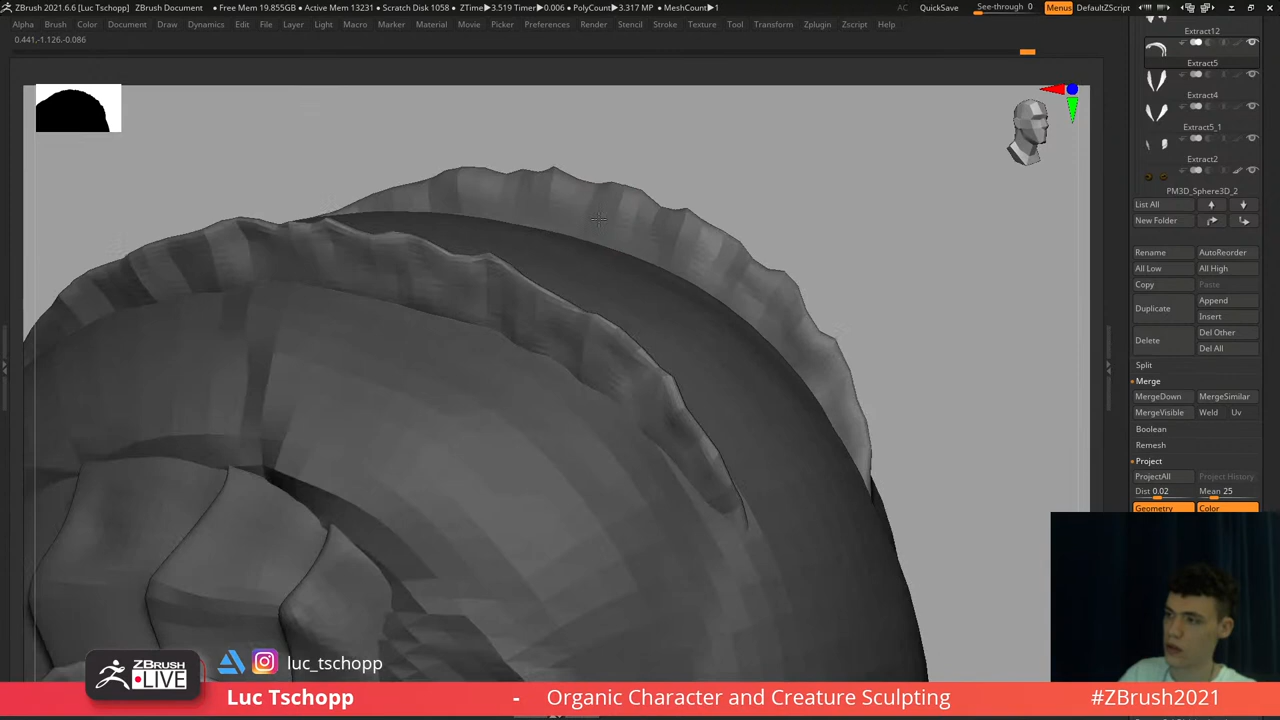 ZBrush 2021.6.6 [Luc Tschopp] ZBrush Document • Free Mem 19.855GB • Active Mem 13231 • Scratch Disk 1058 • ZTime▶3.519 Timer▶0.006 • PolyCount▶3.317 MP • MeshCount▶1 AC QuickSave See-through 0 Menus DefaultZScript
Alpha Brush Color Document Draw Dynamics Edit File Layer Light Macro Marker Material Movie Picker Preferences Render Stencil Stroke Texture Tool Transform Zplugin Zscript Help
0.441,-1.126,-0.086
Extract12
Extract5
Extract4
Extract5_1
Extract2
PM3D_Sphere3D_2
List All
New Folder
Rename AutoReorder
All Low All High
Copy Paste
Duplicate Append
Insert
Delete Del Other
Del All
Split
Merge
MergeDown MergeSimilar
MergeVisible Weld Uv
Boolean
Remesh
Project
ProjectAll Project History
Dist 0.02 Mean 25
Geometry Color
ZBRUSH
LIVE
luc_tschopp
Luc Tschopp - Organic Character and Creature Sculpting #ZBrush2021